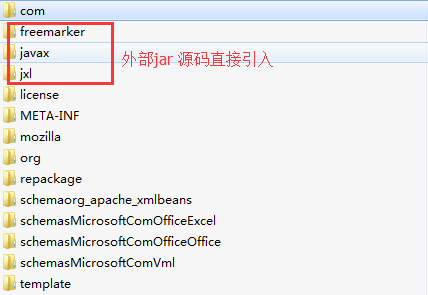 com
freemarker
javax
外部jar 源码直接引入
jxl
license
META-INF
mozilla
org
repackage
schemaorg_apache_xmlbeans
schemasMicrosoftComOfficeExcel
schemasMicrosoftComOfficeOffice
schemasMicrosoftComVml
template